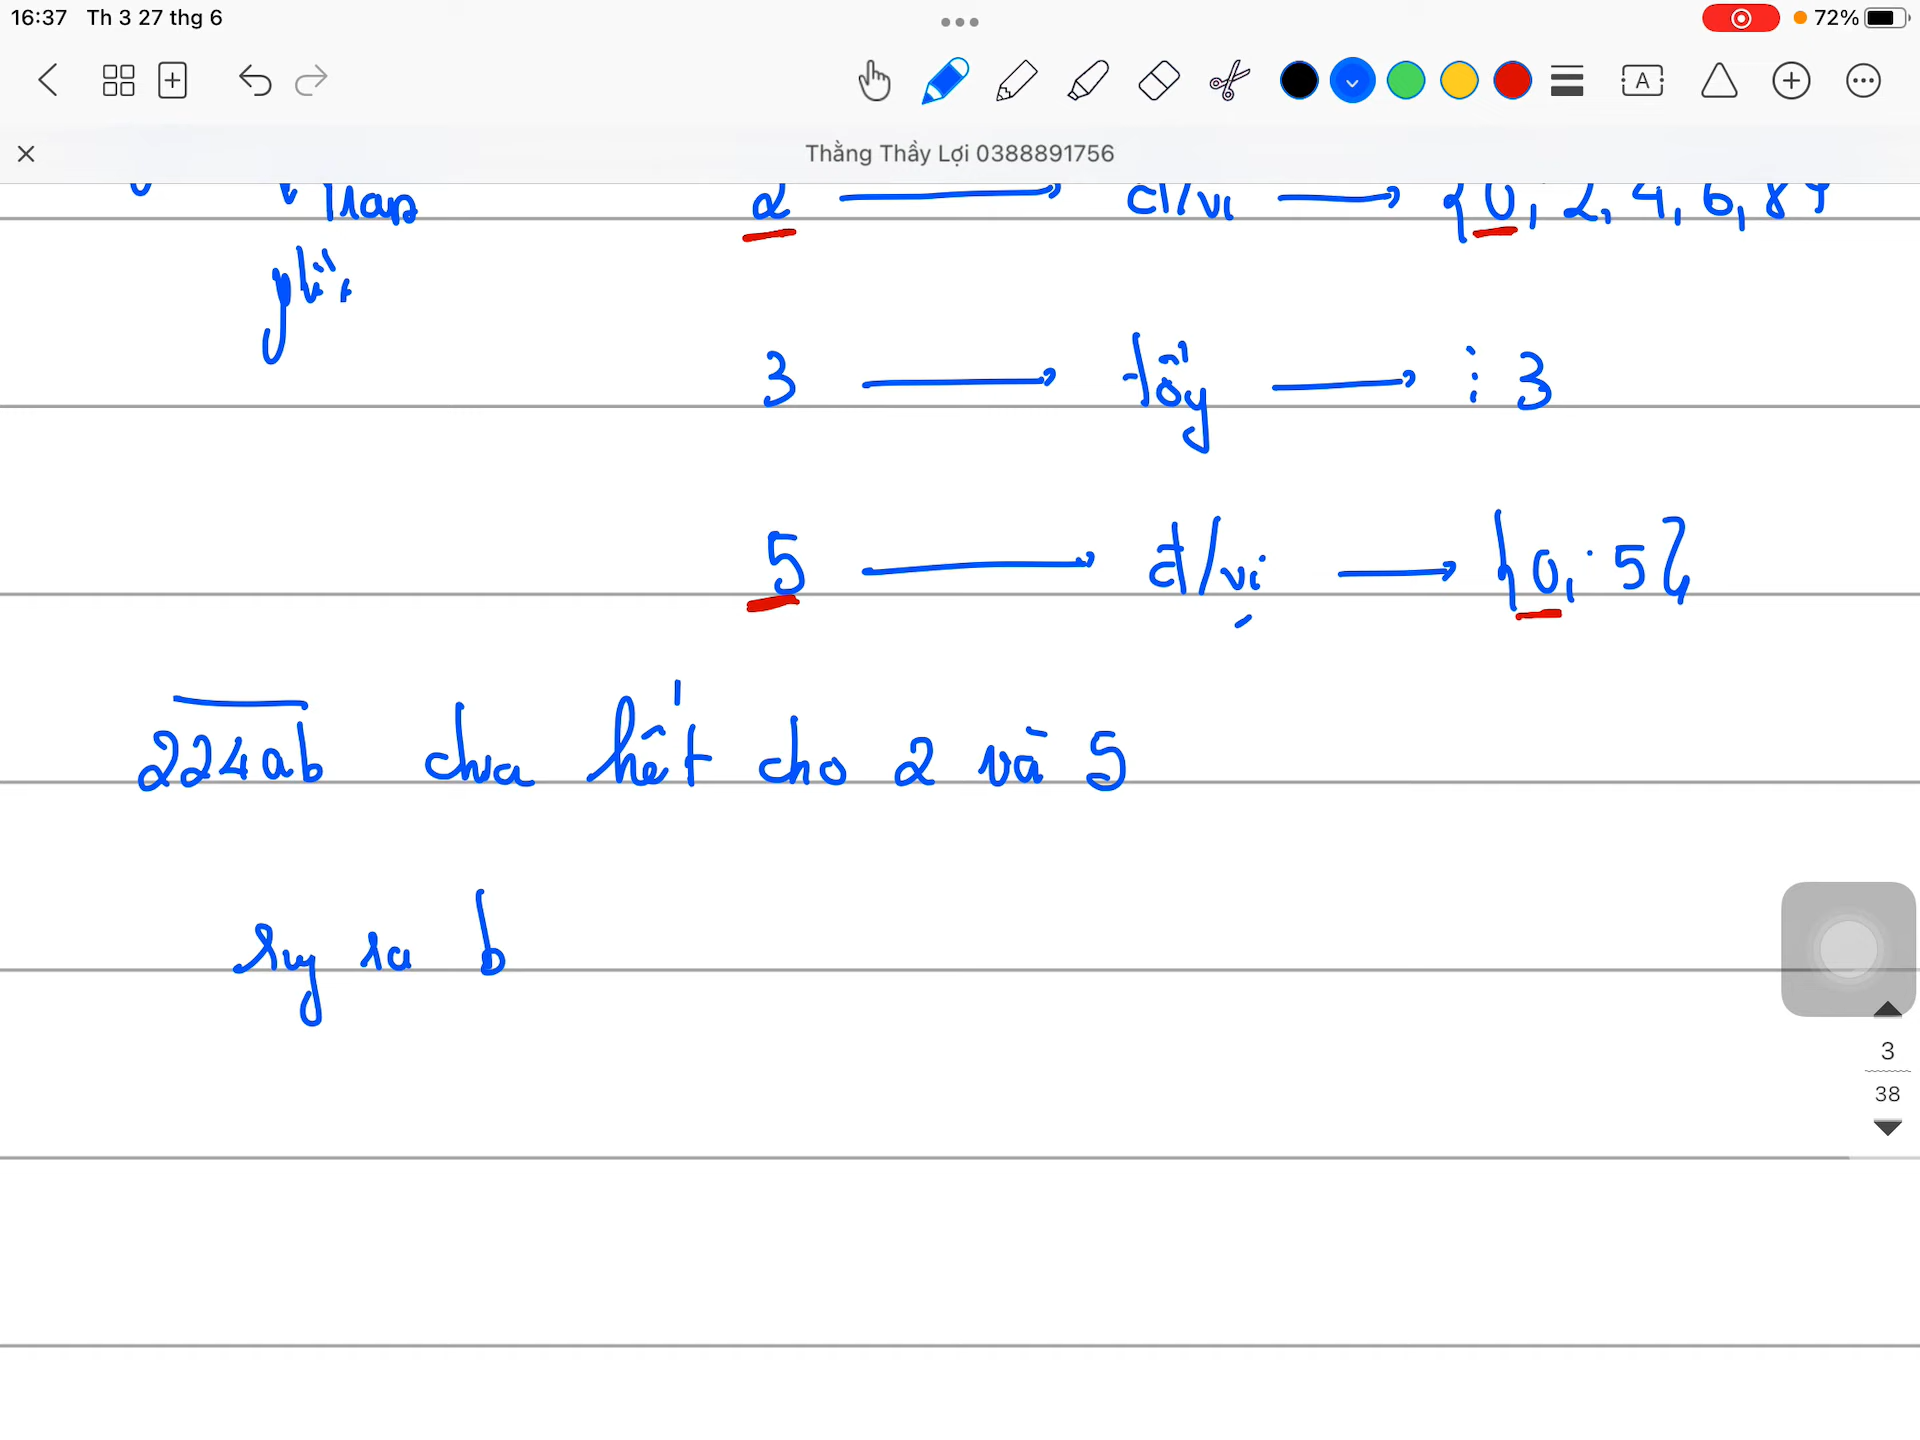 16:37 Th 3 27 thg 6
72%
A
Thằng Thầy Lợi 0388891756
2 → đ/vị → {0, 2, 4, 6, 8}
3 → → ⋮ 3
5 → đ/vị → {0; 5}
224ab chia hết cho 2 và 5
suy ra b
3
38